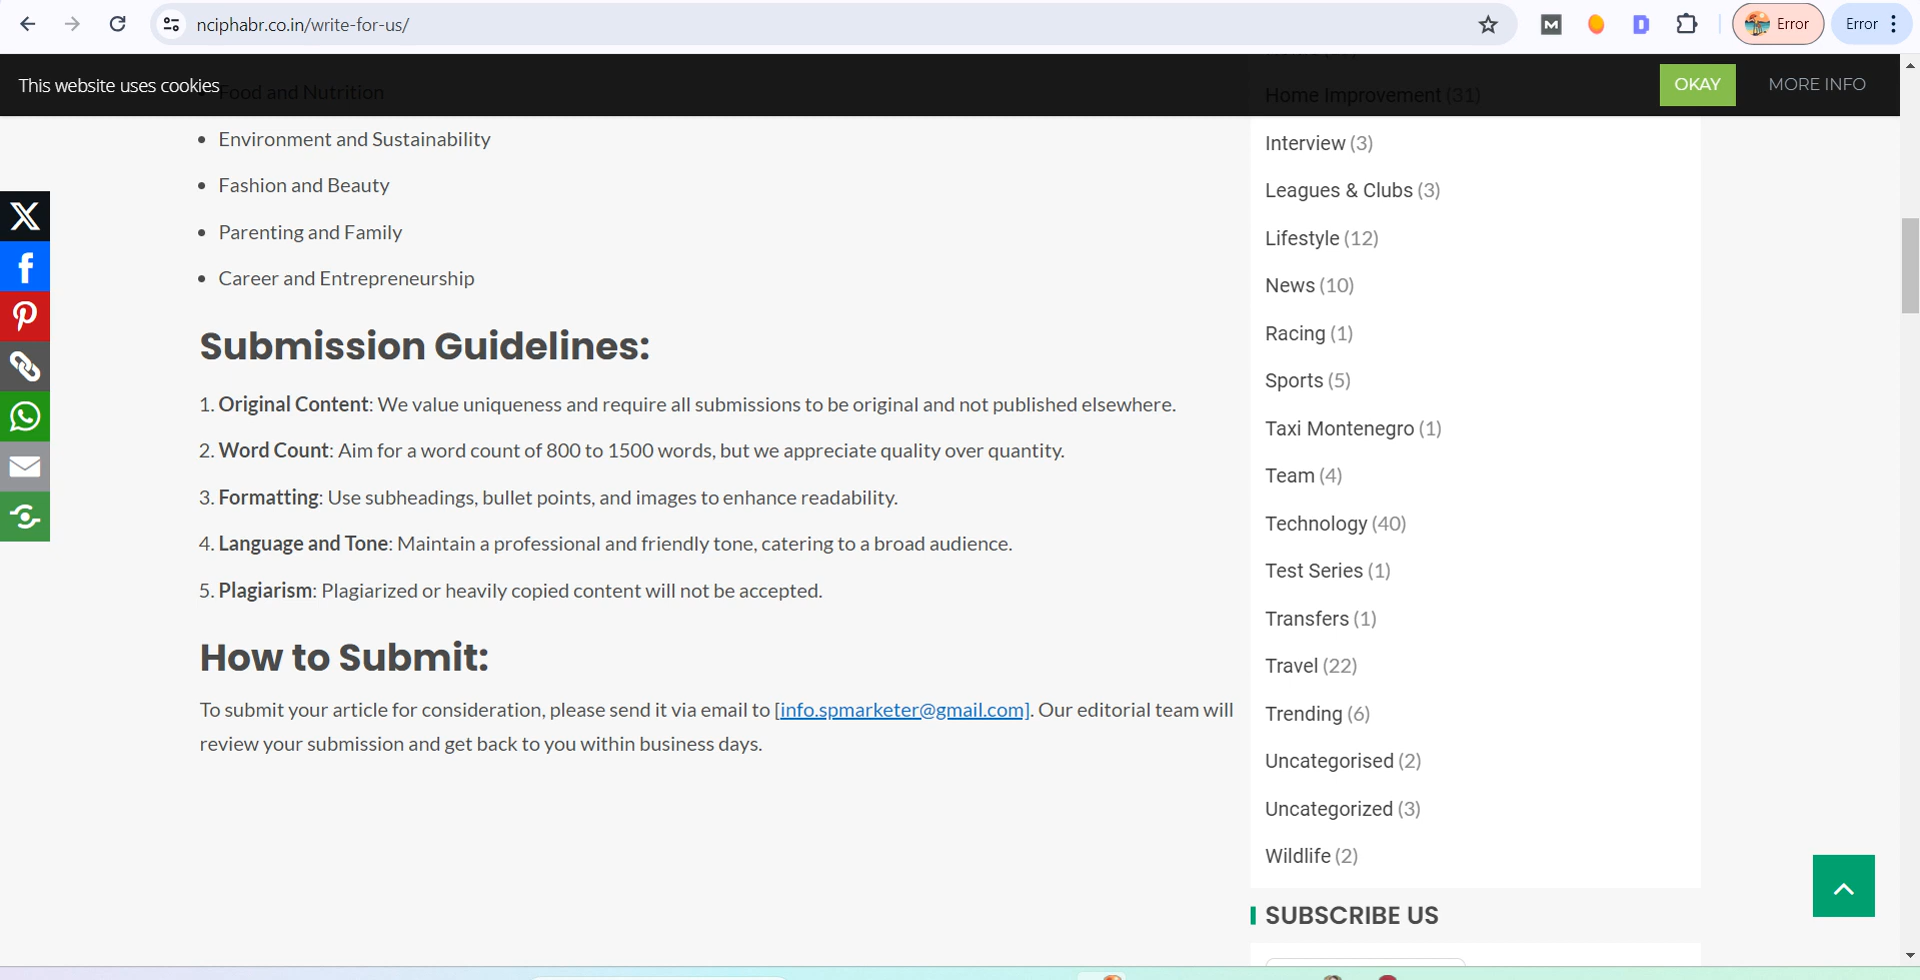 nciphabr.co.in/write-for-us/
Error
Error
This website uses cookies
OKAY
MORE INFO
Food and Nutrition
Environment and Sustainability
Fashion and Beauty
Parenting and Family
Career and Entrepreneurship
Submission Guidelines:
1. Original Content: We value uniqueness and require all submissions to be original and not published elsewhere.
2. Word Count: Aim for a word count of 800 to 1500 words, but we appreciate quality over quantity.
3. Formatting: Use subheadings, bullet points, and images to enhance readability.
4. Language and Tone: Maintain a professional and friendly tone, catering to a broad audience.
5. Plagiarism: Plagiarized or heavily copied content will not be accepted.
How to Submit:
To submit your article for consideration, please send it via email to [info.spmarketer@gmail.com]. Our editorial team will
review your submission and get back to you within business days.
Home Improvement (31)
Interview (3)
Leagues & Clubs (3)
Lifestyle (12)
News (10)
Racing (1)
Sports (5)
Taxi Montenegro (1)
Team (4)
Technology (40)
Test Series (1)
Transfers (1)
Travel (22)
Trending (6)
Uncategorised (2)
Uncategorized (3)
Wildlife (2)
SUBSCRIBE US